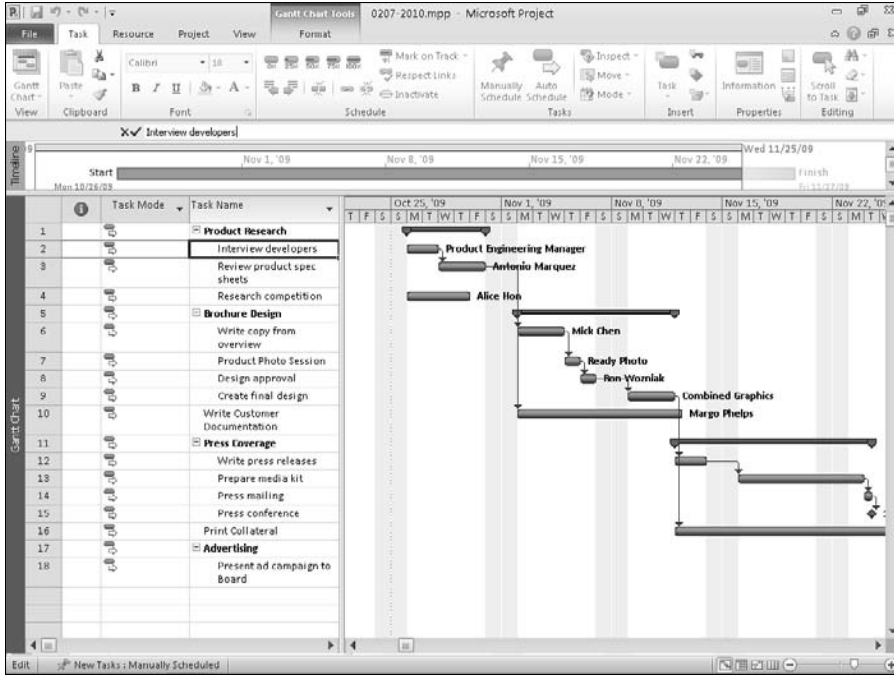 Gantt Chart Tools
0207-2010.mpp - Microsoft Project
File Task Resource Project View Format
Calibri 18
0% 25% 50% 75% 100%
Mark on Track
Respect Links
Inactivate
Inspect
Move
Mode
Gantt Chart
Paste
B I U A
Manually Schedule
Auto Schedule
Task
Information
Scroll to Task
View Clipboard Font Schedule Tasks Insert Properties Editing
Interview developers
Timeline
Nov 1, '09 Nov 8, '09 Nov 15, '09 Nov 22, '09
Wed 11/25/09
Start
Mon 10/26/09
Finish
Fri 11/27/09
Task Mode Task Name
Oct 25, '09 Nov 1, '09 Nov 8, '09 Nov 15, '09 Nov 22, '09
T F S S M T W T F S S M T W T F S S M T W T F S S M T W T F S S M T
1 Product Research
2 Interview developers Product Engineering Manager
3 Review product spec sheets Antonio Marquez
4 Research competition Alice Hon
5 Brochure Design
6 Write copy from overview Mick Chen
7 Product Photo Session Ready Photo
8 Design approval Ron Wozniak
9 Create final design Combined Graphics
10 Write Customer Documentation Margo Phelps
11 Press Coverage
12 Write press releases
13 Prepare media kit
14 Press mailing
15 Press conference
16 Print Collateral
17 Advertising
18 Present ad campaign to Board
Gantt Chart
Edit New Tasks : Manually Scheduled